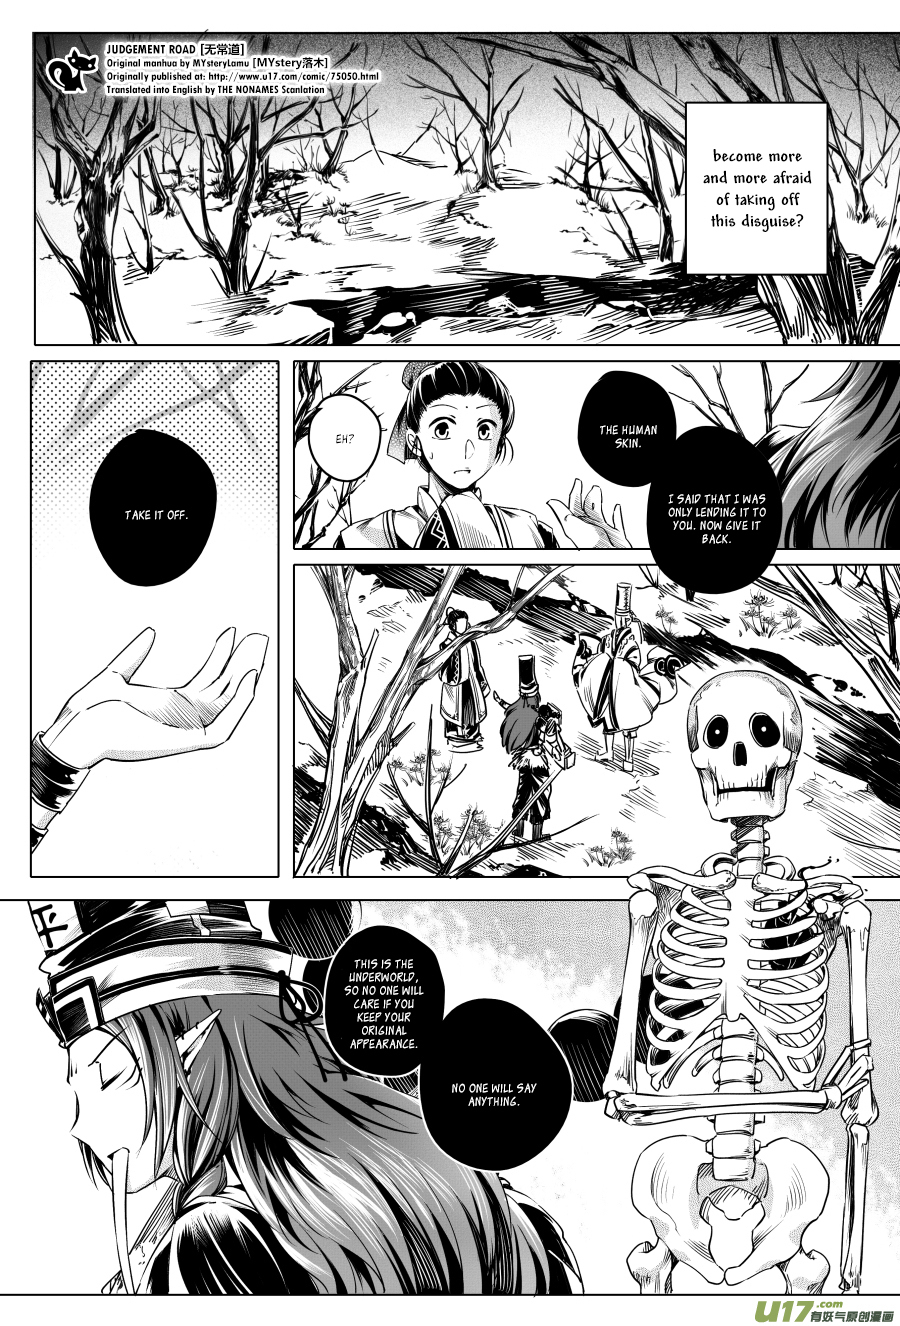 JUDGEMENT ROAD [无常道]
Original manhua by MYsteryLamu [MYstery落木]
Originally published at: http://www.u17.com/comic/75050.html
Translated into English by THE NONAMES Scanlation
become more
and more afraid
of taking off
this disguise?
TAKE IT OFF.
EH?
THE HUMAN
SKIN.
I SAID THAT I WAS
ONLY LENDING IT TO
YOU. NOW GIVE IT
BACK.
平
THIS IS THE
UNDERWORLD,
SO NO ONE WILL
CARE IF YOU
KEEP YOUR
ORIGINAL
APPEARANCE.
NO ONE WILL SAY
ANYTHING.
U17.com
有妖气原创漫画